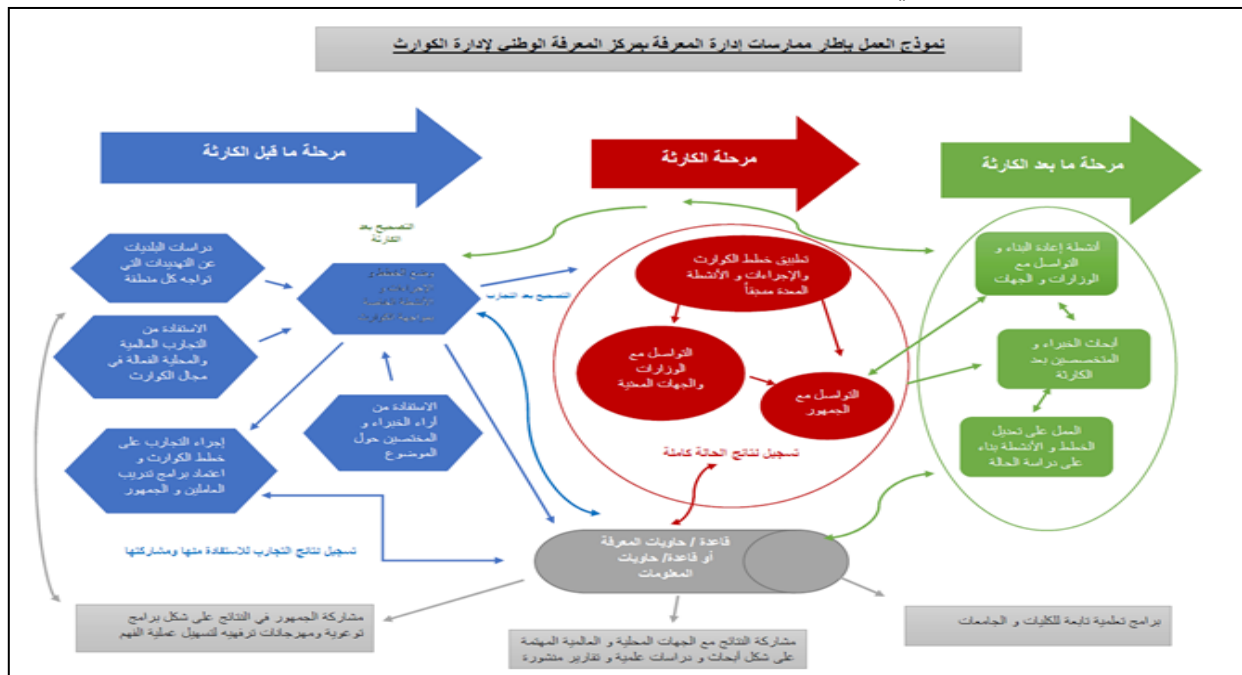 نموذج العمل بإطار ممارسات إدارة المعرفة بمركز المعرفة الوطني لإدارة الكوارث
مرحلة ما قبل الكارثة
مرحلة الكارثة
مرحلة ما بعد الكارثة
التصحيح بعد
الكارثة
دراسات البلديات
عن التهديدات التي
تواجه كل منطقة
الاستفادة من
التجارب العالمية
والمحلية الفعالة في
مجال الكوارث
إجراء التجارب على
خطط الكوارث و
اعتماد برامج تدريب
العاملين و الجمهور
وضع الخطط و
الإجراءات و
الأنشطة
الاستفادة من
أراء الخبراء و
المختصين حول
الموضوع
التصحيح بعد التجارب
تطبيق خطط الكوارث
والإجراءات و الأنشطة
المعدة مسبقاً
التواصل مع
الوزارات
والجهات المعنية
التواصل مع
الجمهور
تسجيل نتائج الحالة كاملة
أنشطة إعادة البناء و
التواصل مع
الوزارات و الجهات
أبحاث الخبراء و
المتخصصين بعد
الكارثة
العمل على تعديل
الخطط و الأنشطة بناء
على دراسة الحالة
تسجيل نتائج التجارب للاستفادة منها ومشاركتها
قاعدة / حاويات المعرفة
أو قاعدة/ حاويات
المعلومات
مشاركة الجمهور في النتائج على شكل برامج
توعوية ومهرجانات ترفهيه لتسهيل عملية الفهم
مشاركة النتائج مع الجهات المحلية و العالمية المهتمة
على شكل أبحاث و دراسات علمية و تقارير منشورة
برامج تعلمية تابعة للكليات و الجامعات